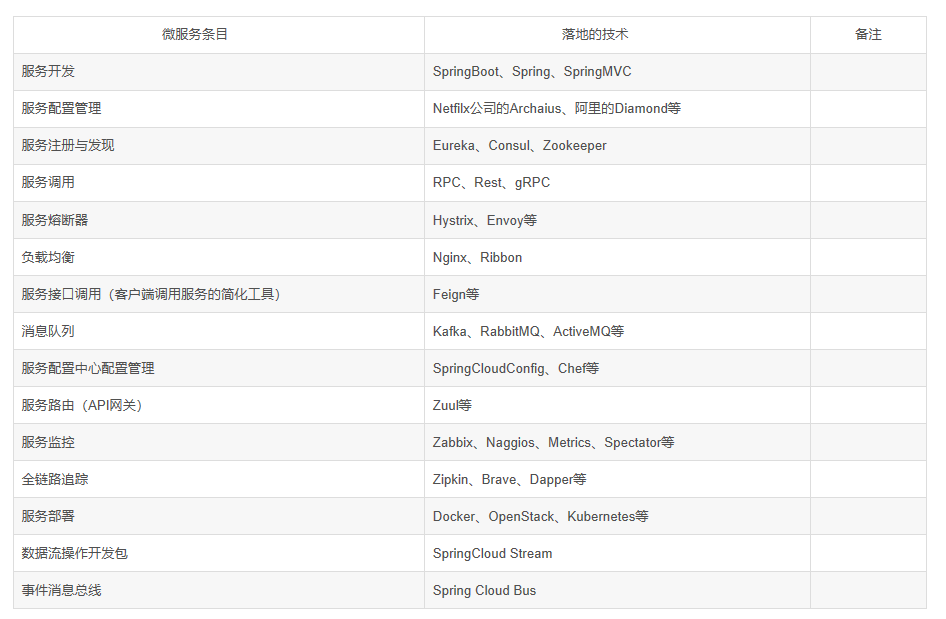 微服务条目 落地的技术 备注
服务开发 SpringBoot、Spring、SpringMVC
服务配置管理 Netfilx公司的Archaius、阿里的Diamond等
服务注册与发现 Eureka、Consul、Zookeeper
服务调用 RPC、Rest、gRPC
服务熔断器 Hystrix、Envoy等
负载均衡 Nginx、Ribbon
服务接口调用（客户端调用服务的简化工具） Feign等
消息队列 Kafka、RabbitMQ、ActiveMQ等
服务配置中心配置管理 SpringCloudConfig、Chef等
服务路由（API网关） Zuul等
服务监控 Zabbix、Naggios、Metrics、Spectator等
全链路追踪 Zipkin、Brave、Dapper等
服务部署 Docker、OpenStack、Kubernetes等
数据流操作开发包 SpringCloud Stream
事件消息总线 Spring Cloud Bus